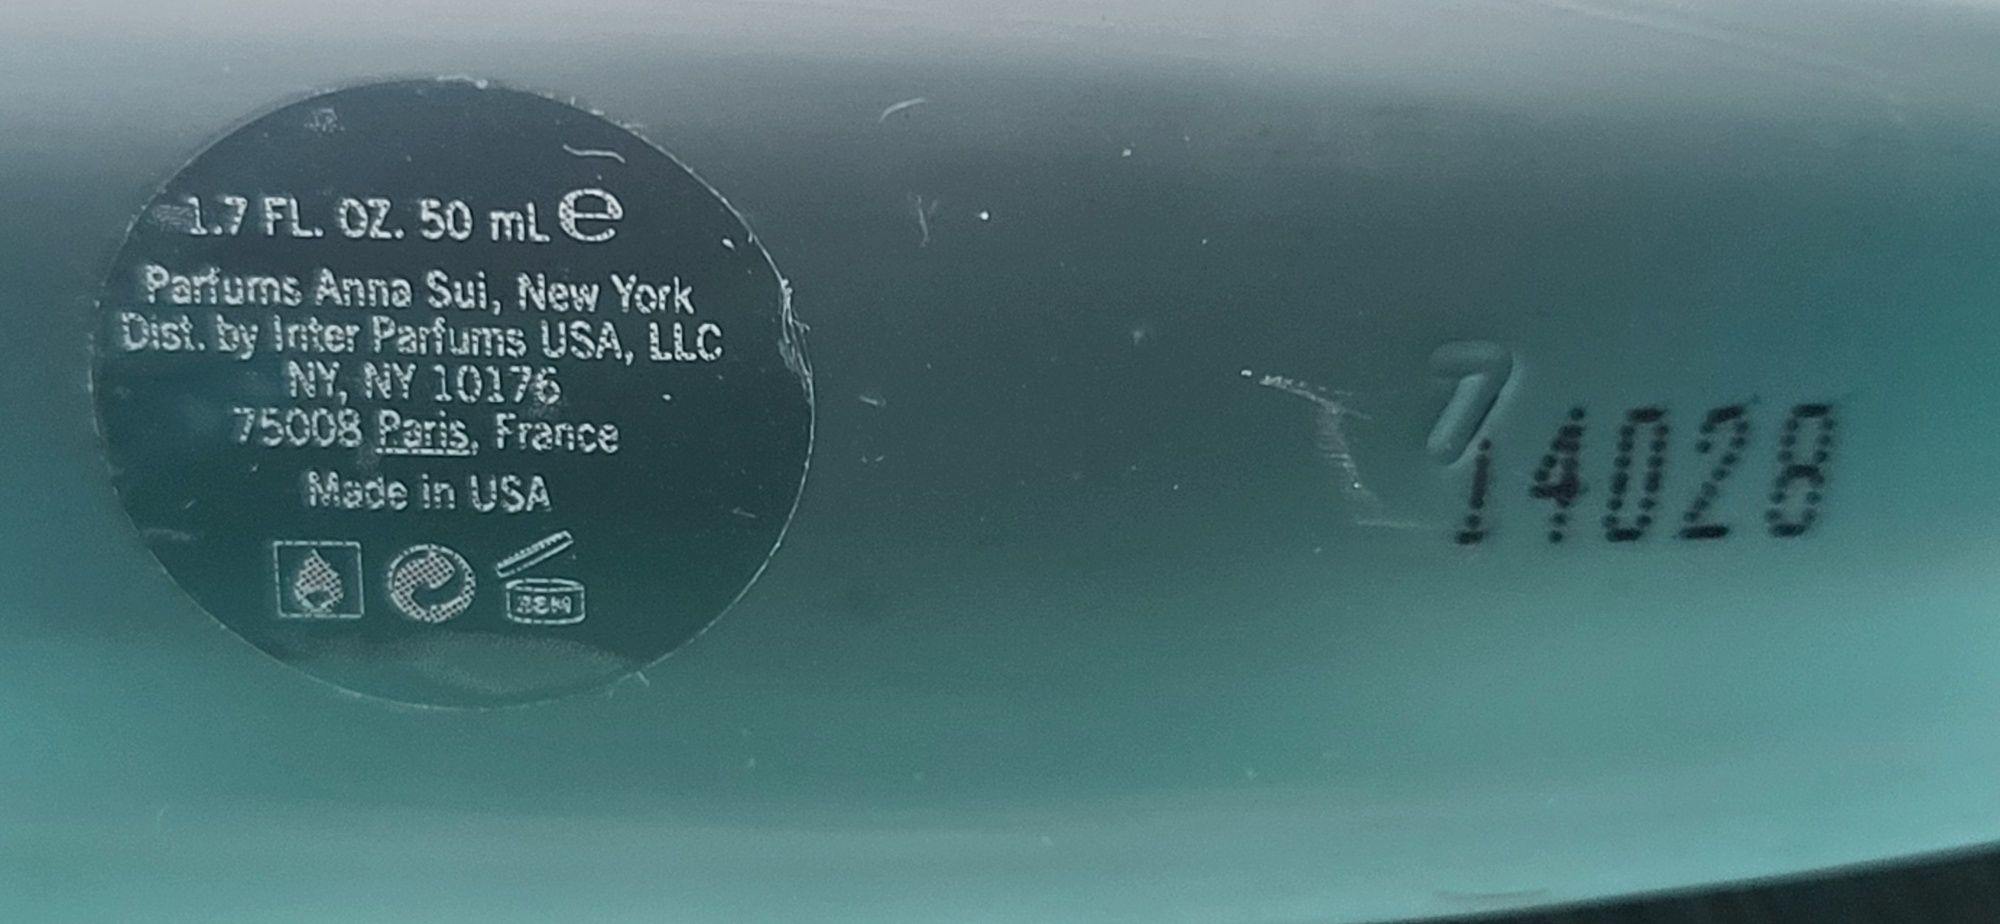 1.7 FL. OZ. 50 mL ℮
Parfums Anna Sui, New York
Dist. by Inter Parfums USA, LLC
NY, NY 10176
75008 Paris, France
Made in USA
7
14028